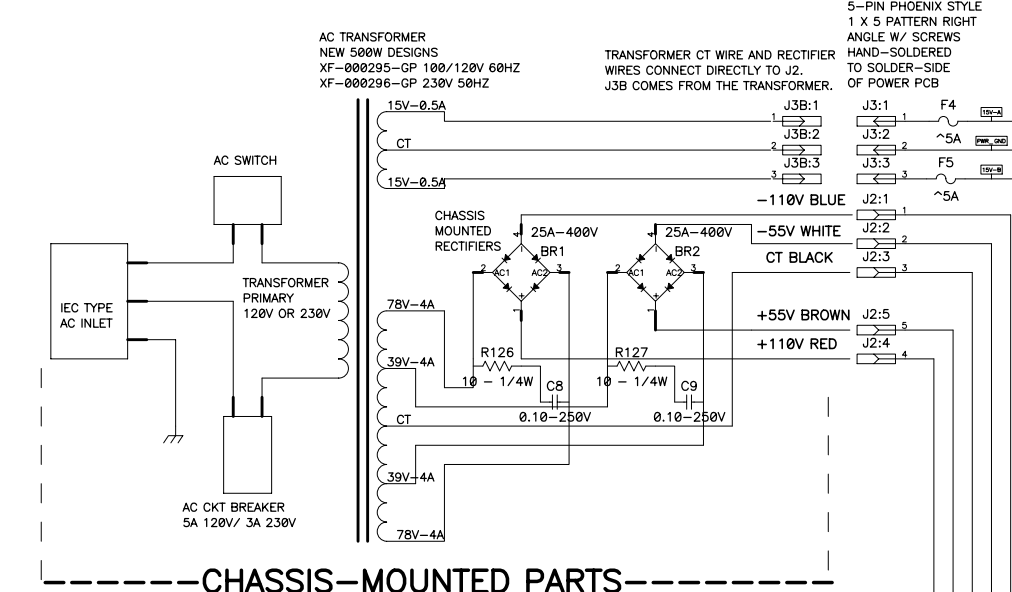 5-PIN PHOENIX STYLE
1 X 5 PATTERN RIGHT
ANGLE W/ SCREWS
HAND-SOLDERED
TO SOLDER-SIDE
OF POWER PCB
AC TRANSFORMER
NEW 500W DESIGNS
XF-000295-GP 100/120V 60HZ
XF-000296-GP 230V 50HZ
TRANSFORMER CT WIRE AND RECTIFIER
WIRES CONNECT DIRECTLY TO J2.
J3B COMES FROM THE TRANSFORMER.
15V-0.5A
CT
15V-0.5A
J3B:1
1
J3B:2
2
J3B:3
3
J3:1
1
J3:2
2
J3:3
3
F4
^5A
F5
^5A
15V-A
PWR_GND
15V-B
AC SWITCH
-110V BLUE
J2:1
1
-55V WHITE
J2:2
2
CT BLACK
J2:3
3
+55V BROWN
J2:5
5
+110V RED
J2:4
4
CHASSIS
MOUNTED
RECTIFIERS
4
25A-400V
BR1
2
AC1
AC2
3
-
+
1
4
25A-400V
BR2
2
AC1
AC2
3
-
+
1
IEC TYPE
AC INLET
TRANSFORMER
PRIMARY
120V OR 230V
78V-4A
39V-4A
CT
39V-4A
78V-4A
R126
10 - 1/4W
C8
0.10-250V
R127
10 - 1/4W
C9
0.10-250V
AC CKT BREAKER
5A 120V/ 3A 230V
CHASSIS-MOUNTED PARTS